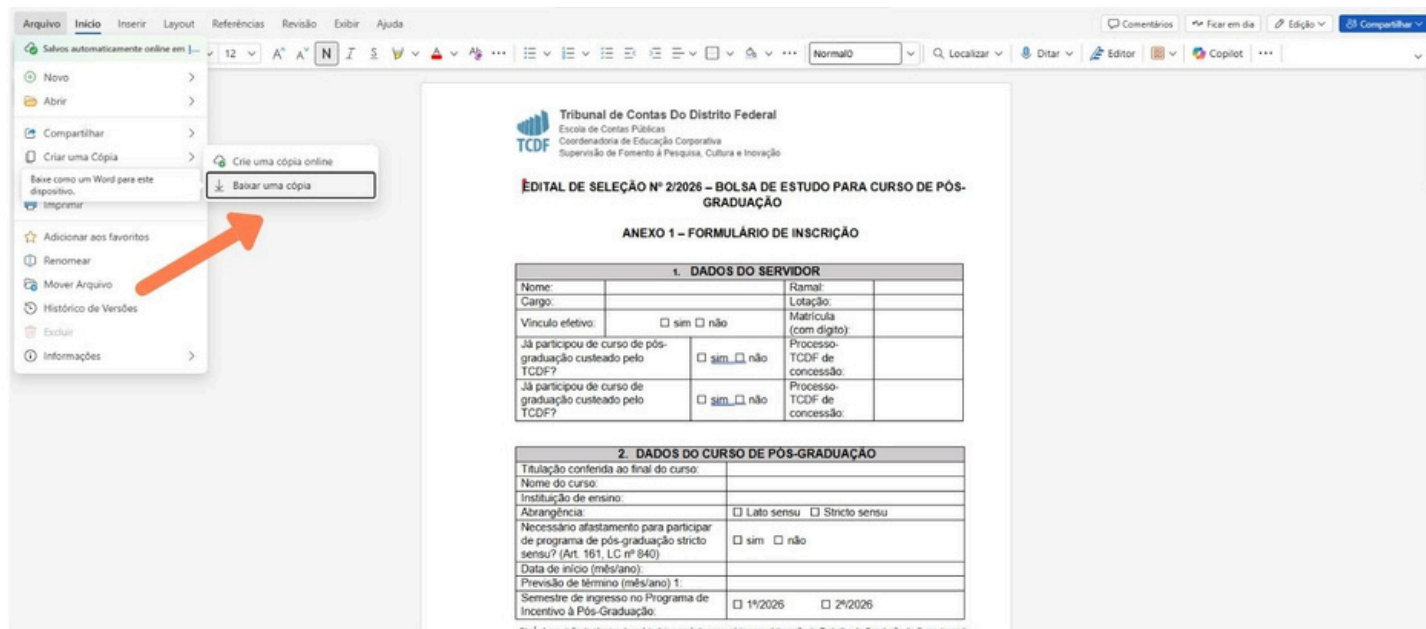 Arquivo Início Inserir Layout Referências Revisão Exibir Ajuda
Comentários Ficar em dia Edição Compartilhar
Salvos automaticamente online em
12 N I S Normal0 Localizar Ditar Editor Copilot
Novo
Abrir
Compartilhar
Criar uma Cópia
Crie uma cópia online
Baixar uma cópia
Baixe como um Word para este
dispositivo.
Imprimir
Adicionar aos favoritos
Renomear
Mover Arquivo
Histórico de Versões
Excluir
Informações
TCDF
Tribunal de Contas Do Distrito Federal
Escola de Contas Públicas
Coordenadoria de Educação Corporativa
Supervisão de Fomento à Pesquisa, Cultura e Inovação
EDITAL DE SELEÇÃO Nº 2/2026 – BOLSA DE ESTUDO PARA CURSO DE PÓS-
GRADUAÇÃO
ANEXO 1 – FORMULÁRIO DE INSCRIÇÃO
1. DADOS DO SERVIDOR
Nome: Ramal:
Cargo: Lotação:
Vínculo efetivo: ☐ sim ☐ não Matrícula
(com dígito):
Já participou de curso de pós-
graduação custeado pelo
TCDF?
☐ sim ☐ não
Processo-
TCDF de
concessão:
Já participou de curso de
graduação custeado pelo
TCDF?
☐ sim ☐ não
Processo-
TCDF de
concessão:
2. DADOS DO CURSO DE PÓS-GRADUAÇÃO
Titulação conferida ao final do curso:
Nome do curso:
Instituição de ensino:
Abrangência: ☐ Lato sensu ☐ Stricto sensu
Necessário afastamento para participar
de programa de pós-graduação stricto
sensu? (Art. 161, LC nº 840)
☐ sim ☐ não
Data de início (mês/ano):
Previsão de término (mês/ano) 1:
Semestre de ingresso no Programa de
Incentivo à Pós-Graduação:
☐ 1º/2026 ☐ 2º/2026